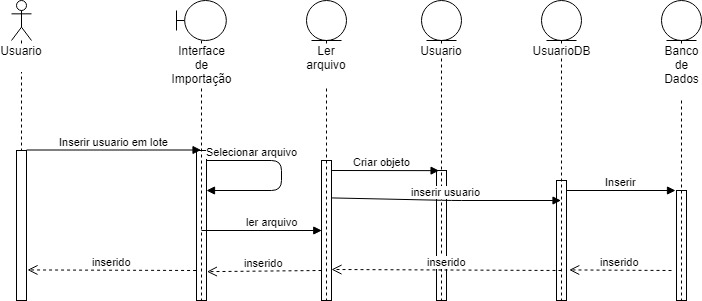 Usuario
Interface
de
Importação
Ler
arquivo
Usuario
UsuarioDB
Banco
de
Dados
Inserir usuario em lote
Selecionar arquivo
Criar objeto
inserir usuario
Inserir
ler arquivo
inserido
inserido
inserido
inserido